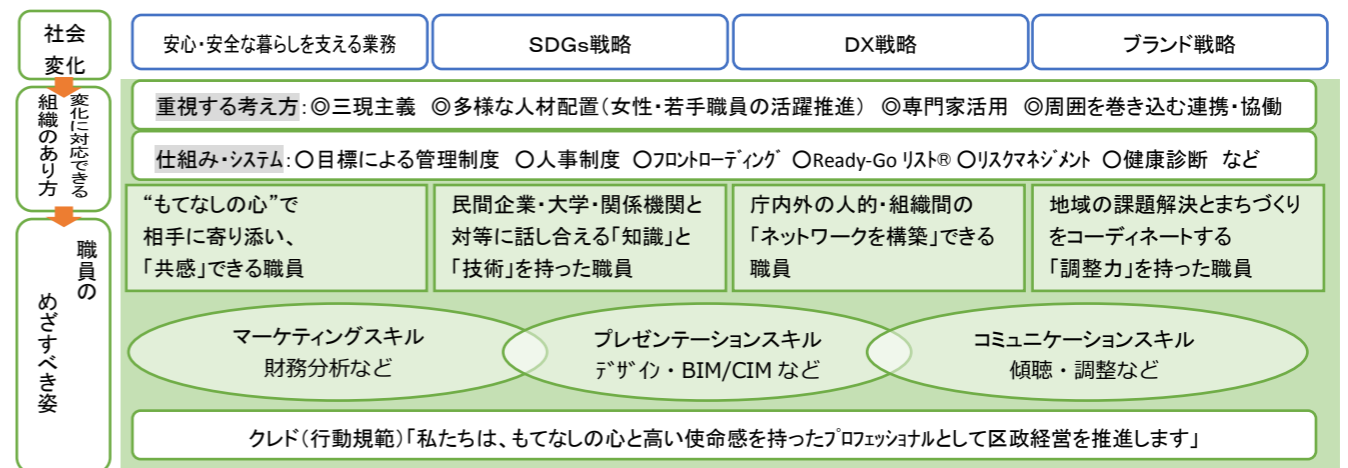 社会
変化
安心・安全な暮らしを支える業務
SDGs戦略
DX戦略
ブランド戦略
変化に対応できる
組織のあり方
重視する考え方:◎三現主義 ◎多様な人材配置(女性・若手職員の活躍推進) ◎専門家活用 ◎周囲を巻き込む連携・協働
仕組み・システム:○目標による管理制度 ○人事制度 ○ﾌﾛﾝﾄﾛｰﾃﾞｨﾝｸﾞ ○Ready-Go リスト® ○ﾘｽｸﾏﾈｼﾞﾒﾝﾄ ○健康診断 など
職員の
めざすべき姿
“もてなしの心”で
相手に寄り添い、
「共感」できる職員
民間企業・大学・関係機関と
対等に話し合える「知識」と
「技術」を持った職員
庁内外の人的・組織間の
「ネットワークを構築」できる
職員
地域の課題解決とまちづくり
をコーディネートする
「調整力」を持った職員
マーケティングスキル
財務分析など
プレゼンテーションスキル
ﾃﾞｻﾞｲﾝ・BIM/CIM など
コミュニケーションスキル
傾聴・調整など
クレド(行動規範)「私たちは、もてなしの心と高い使命感を持ったﾌﾟﾛﾌｪｯｼｮﾅﾙとして区政経営を推進します」